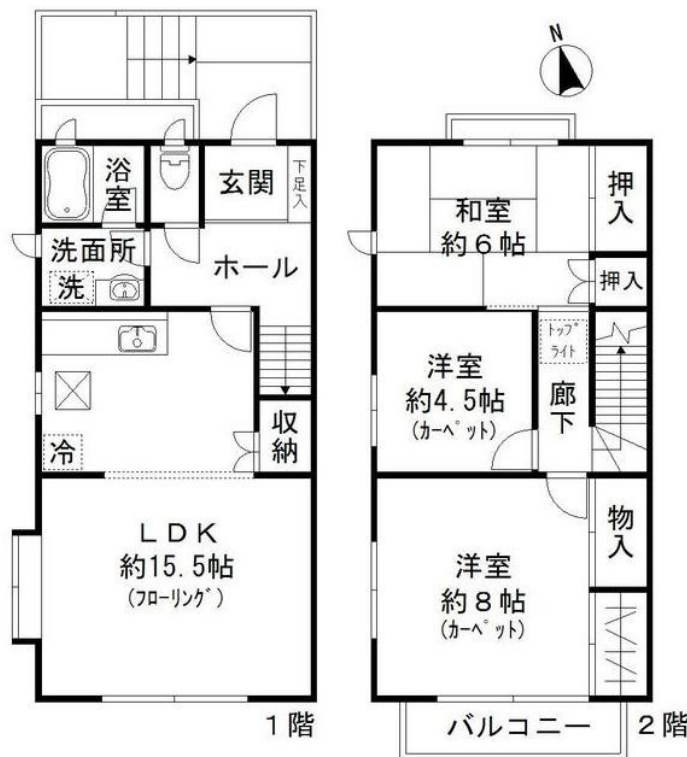 浴室
玄関
下足入
洗面所
洗
ホール
冷
収納
ＬＤＫ
約15.5帖
(フローリング)
1階
N
和室
約６帖
押入
押入
トップ
ライト
洋室
約4.5帖
(カーペット)
廊下
洋室
約８帖
(カーペット)
物入
バルコニー
2階